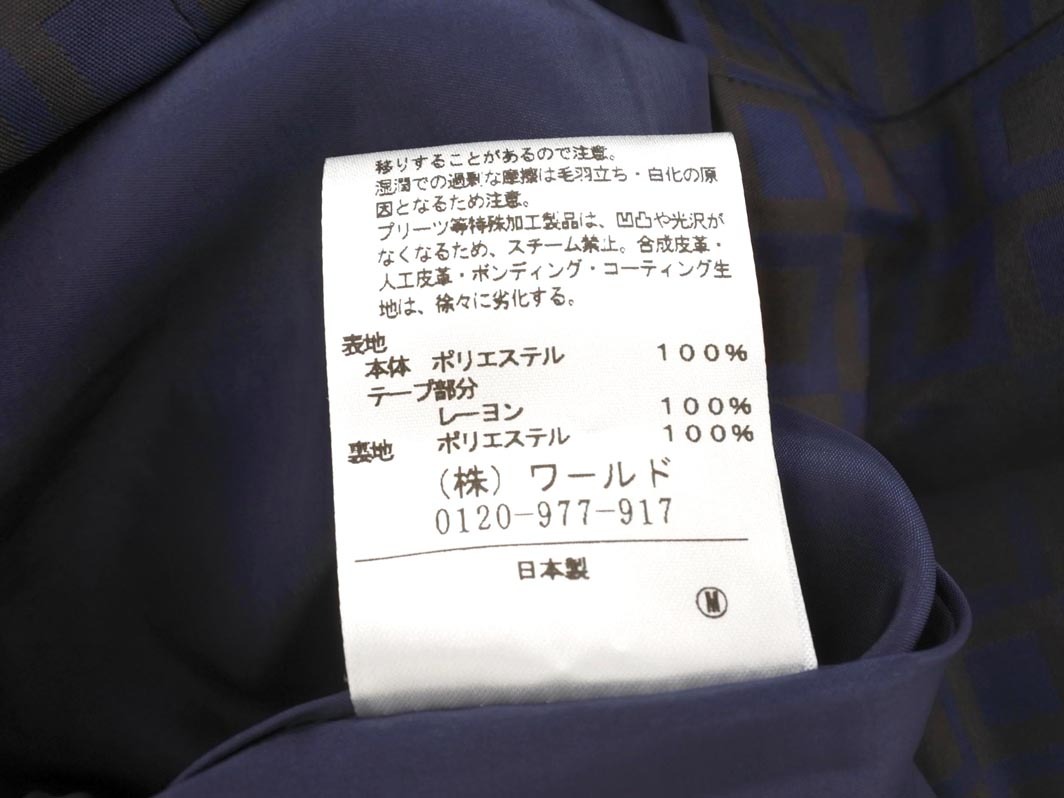 移りすることがあるので注意。
湿潤での過剰な摩擦は毛羽立ち・白化の原
因となるため注意。
プリーツ等特殊加工製品は、凹凸や光沢が
なくなるため、スチーム禁止。合成皮革・
人工皮革・ボンディング・コーティング生
地は、徐々に劣化する。
表地
本体 ポリエステル 100%
テープ部分
レーヨン 100%
裏地 ポリエステル 100%
(株) ワールド
0120-977-917
日本製
Ⓜ